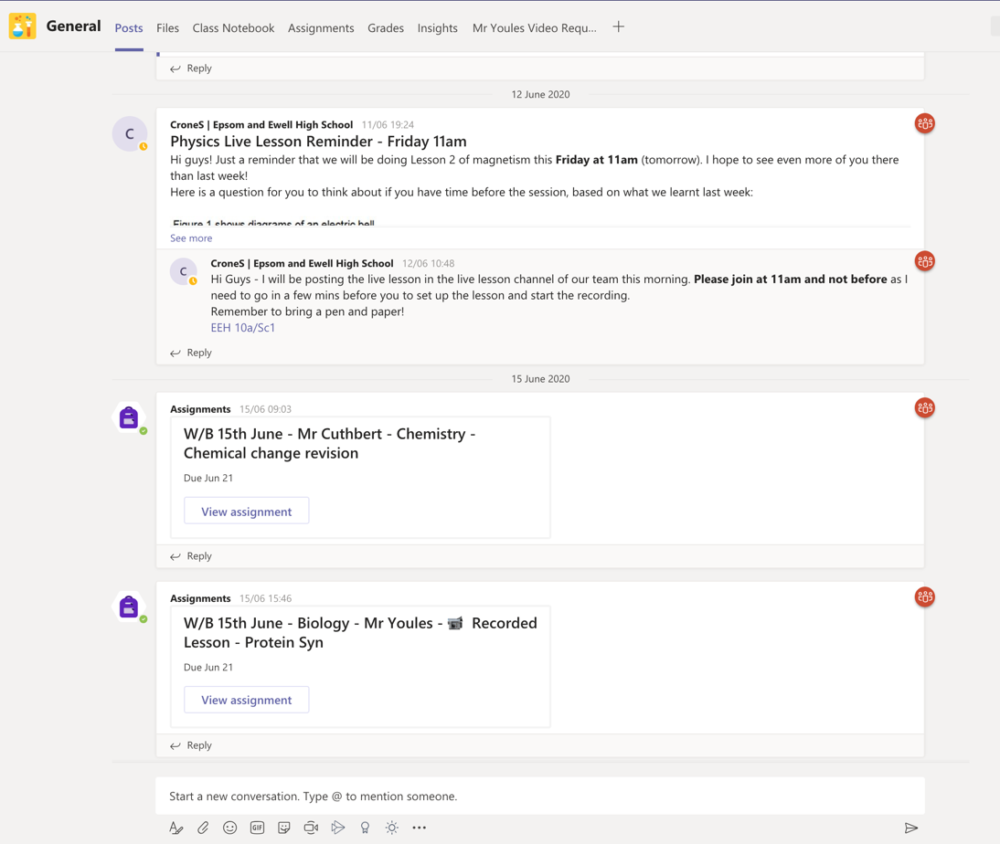 General Posts Files Class Notebook Assignments Grades Insights Mr Youles Video Requ...
Reply
12 June 2020
C
CroneS | Epsom and Ewell High School 11/06 19:24
Physics Live Lesson Reminder - Friday 11am
Hi guys! Just a reminder that we will be doing Lesson 2 of magnetism this Friday at 11am (tomorrow). I hope to see even more of you there
than last week!
Here is a question for you to think about if you have time before the session, based on what we learnt last week:
Figure 1 shows diagrams of an electric bell
See more
C
CroneS | Epsom and Ewell High School 12/06 10:48
Hi Guys - I will be posting the live lesson in the live lesson channel of our team this morning. Please join at 11am and not before as I
need to go in a few mins before you to set up the lesson and start the recording.
Remember to bring a pen and paper!
EEH 10a/Sc1
Reply
15 June 2020
Assignments 15/06 09:03
W/B 15th June - Mr Cuthbert - Chemistry -
Chemical change revision
Due Jun 21
View assignment
Reply
Assignments 15/06 15:46
W/B 15th June - Biology - Mr Youles - 📹 Recorded
Lesson - Protein Syn
Due Jun 21
View assignment
Reply
Start a new conversation. Type @ to mention someone.
GIF